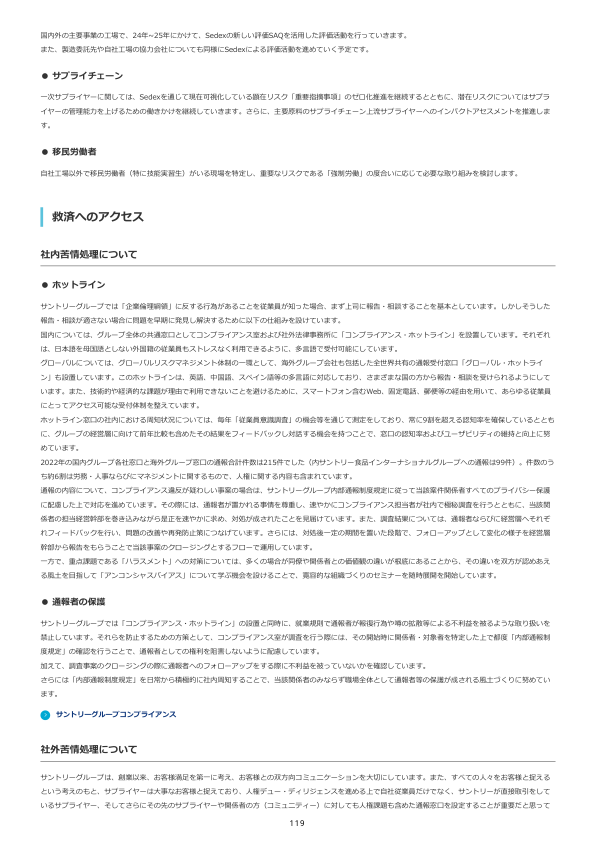 国内外の主要事業の工場で、24年~25年にかけて、Sedexの新しい評価SAQを活用した評価活動を行っていきます。
また、製造委託先や自社工場の協力会社についても同様にSedexによる評価活動を進めていく予定です。
● サプライチェーン
一次サプライヤーに関しては、Sedexを通じて現在可視化している顕在リスク「重要指摘事項」のゼロ化推進を継続するとともに、潜在リスクについてはサプラ
イヤーの管理能力を上げるための働きかけを継続していきます。さらに、主要原料のサプライチェーン上流サプライヤーへのインパクトアセスメントを推進しま
す。
● 移民労働者
自社工場以外で移民労働者（特に技能実習生）がいる現場を特定し、重要なリスクである「強制労働」の度合いに応じて必要な取り組みを検討します。
救済へのアクセス
社内苦情処理について
● ホットライン
サントリーグループでは「企業倫理綱領」に反する行為があることを従業員が知った場合、まず上司に報告・相談することを基本としています。しかしそうした
報告・相談が適さない場合に問題を早期に発見し解決するために以下の仕組みを設けています。
国内については、グループ全体の共通窓口としてコンプライアンス室および社外法律事務所に「コンプライアンス・ホットライン」を設置しています。それぞれ
は、日本語を母国語としない外国籍の従業員もストレスなく利用できるように、多言語で受付可能にしています。
グローバルについては、グローバルリスクマネジメント体制の一環として、海外グループ会社も包括した全世界共有の通報受付窓口「グローバル・ホットライ
ン」も設置しています。このホットラインは、英語、中国語、スペイン語等の多言語に対応しており、さまざまな国の方から報告・相談を受けられるようにして
います。また、技術的や経済的な課題が理由で利用できないことを避けるために、スマートフォン含むWeb、固定電話、郵便等の経由を用いて、あらゆる従業員
にとってアクセス可能な受付体制を整えています。
ホットライン窓口の社内における周知状況については、毎年「従業員意識調査」の機会等を通じて測定をしており、常に9割を超える認知率を確保しているととも
に、グループの経営層に向けて前年比較も含めたその結果をフィードバックし対話する機会を持つことで、窓口の認知率およびユーザビリティの維持と向上に努
めています。
2022年の国内グループ各社窓口と海外グループ窓口の通報合計件数は215件でした（内サントリー食品インターナショナルグループへの通報は99件）。件数のう
ち約6割は労務・人事ならびにマネジメントに関するもので、人権に関する内容も含まれています。
通報の内容について、コンプライアンス違反が疑わしい事案の場合は、サントリーグループ内部通報制度規定に従って当該案件関係者すべてのプライバシー保護
に配慮した上で対応を進めています。その際には、通報者が置かれる事情を尊重し、速やかにコンプライアンス担当者が社内で極秘調査を行うとともに、当該関
係者の担当経営幹部を巻き込みながら是正を速やかに求め、対処が成されたことを見届けています。また、調査結果については、通報者ならびに経営層へそれぞ
れフィードバックを行い、問題の改善や再発防止策につなげています。さらには、対処後一定の期間を置いた段階で、フォローアップとして変化の様子を経営層
幹部から報告をもらうことで当該事案のクロージングとするフローで運用しています。
一方で、重点課題である「ハラスメント」への対策については、多くの場合が同僚や関係者との価値観の違いが根底にあることから、その違いを双方が認めあえ
る風土を目指して「アンコンシャスバイアス」について学ぶ機会を設けることで、寛容的な組織づくりのセミナーを随時展開を開始しています。
● 通報者の保護
サントリーグループでは「コンプライアンス・ホットライン」の設置と同時に、就業規則で通報者が報復行為や噂の拡散等による不利益を被るような取り扱いを
禁止しています。それらを防止するための方策として、コンプライアンス室が調査を行う際には、その開始時に関係者・対象者を特定した上で都度「内部通報制
度規定」の確認を行うことで、通報者としての権利を阻害しないように配慮しています。
加えて、調査事案のクロージングの際に通報者へのフォローアップをする際に不利益を被っていないかを確認しています。
さらには「内部通報制度規定」を日常から積極的に社内周知することで、当該関係者のみならず職場全体として通報者等の保護が成される風土づくりに努めてい
ます。
サントリーグループコンプライアンス
社外苦情処理について
サントリーグループは、創業以来、お客様満足を第一に考え、お客様との双方向コミュニケーションを大切にしています。また、すべての人々をお客様と捉える
という考えのもと、サプライヤーは大事なお客様と捉えており、人権デュー・ディリジェンスを進める上で自社従業員だけでなく、サントリーが直接取引をして
いるサプライヤー、そしてさらにその先のサプライヤーや関係者の方（コミュニティー）に対しても人権課題も含めた通報窓口を設定することが重要だと思って
119